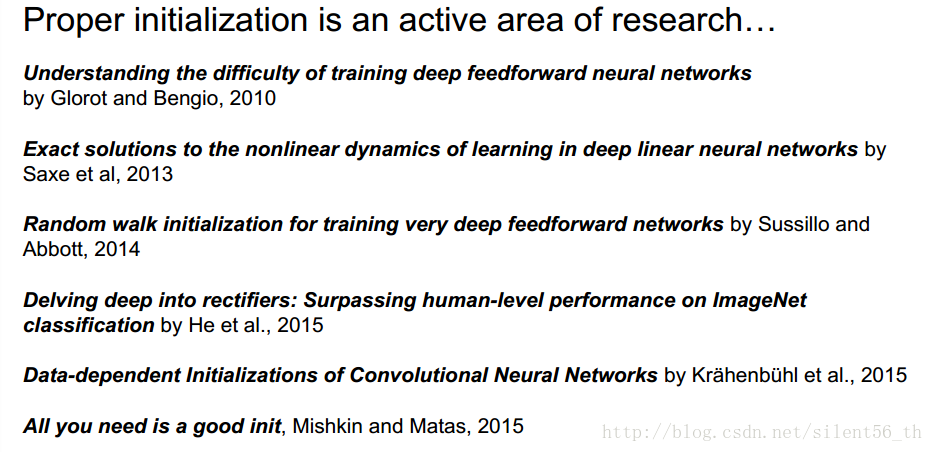 Proper initialization is an active area of research…
Understanding the difficulty of training deep feedforward neural networks
by Glorot and Bengio, 2010
Exact solutions to the nonlinear dynamics of learning in deep linear neural networks by
Saxe et al, 2013
Random walk initialization for training very deep feedforward networks by Sussillo and
Abbott, 2014
Delving deep into rectifiers: Surpassing human-level performance on ImageNet
classification by He et al., 2015
Data-dependent Initializations of Convolutional Neural Networks by Krähenbühl et al., 2015
All you need is a good init, Mishkin and Matas, 2015
http://blog.csdn.net/silent56_th